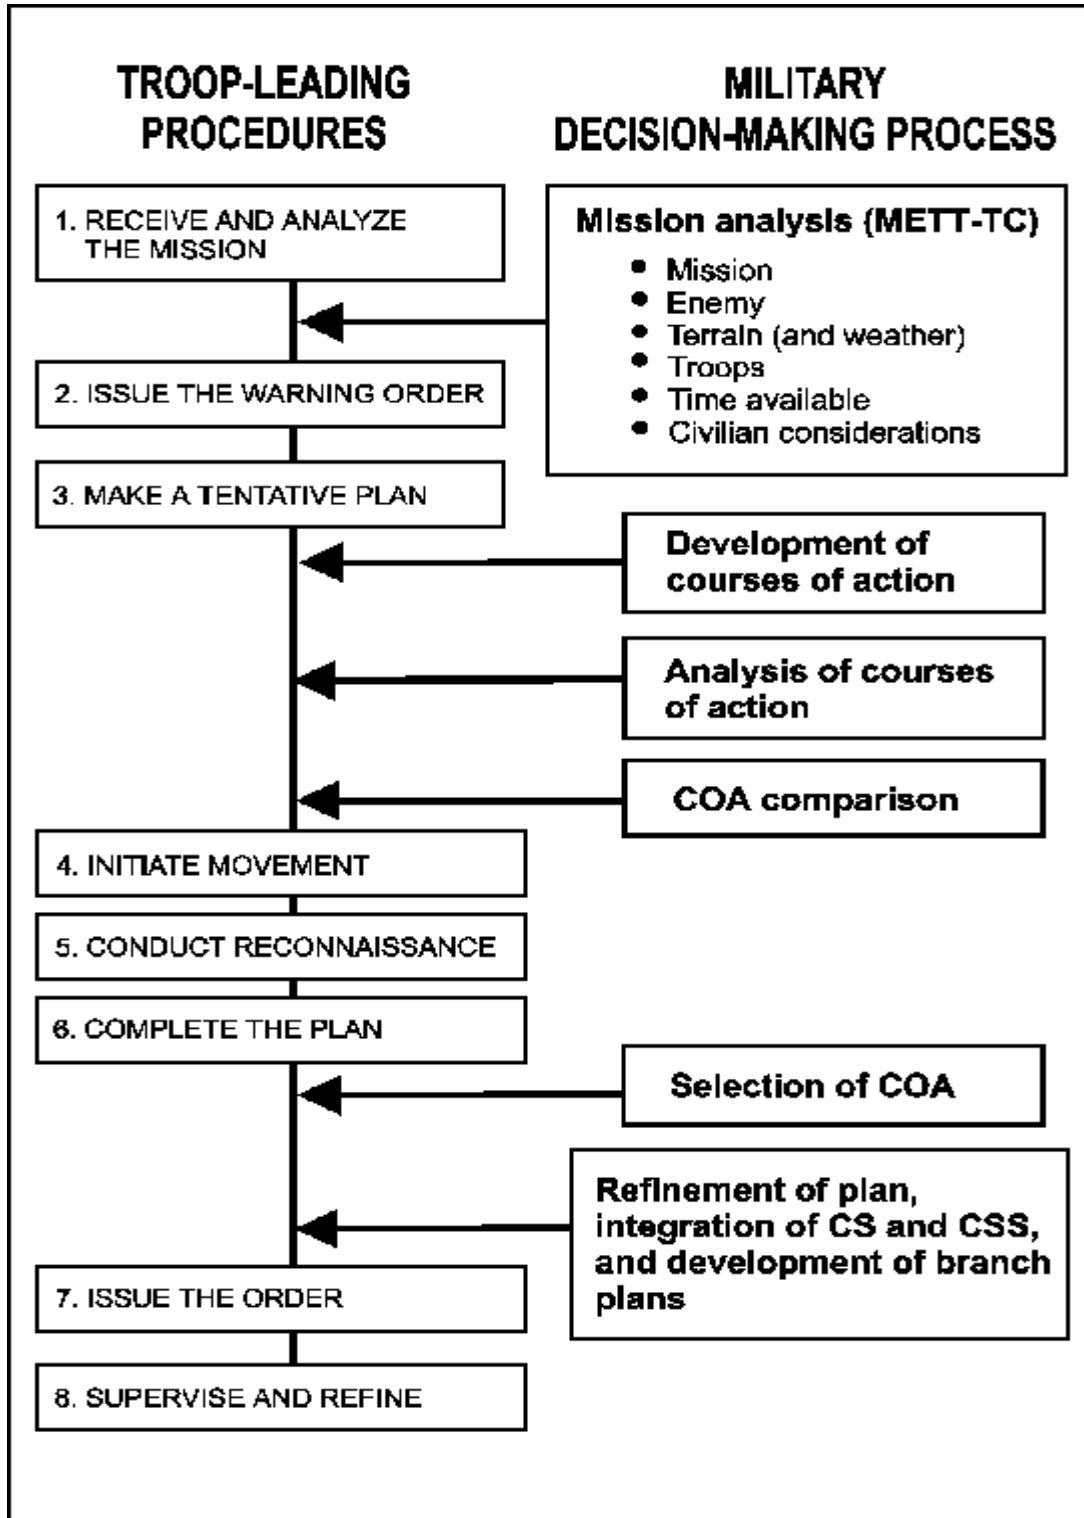 TROOP-LEADING
PROCEDURES
MILITARY
DECISION-MAKING PROCESS
1. RECEIVE AND ANALYZE
THE MISSION
Mission analysis (METT-TC)
• Mission
• Enemy
• Terrain (and weather)
• Troops
• Time available
• Civilian considerations
2. ISSUE THE WARNING ORDER
3. MAKE A TENTATIVE PLAN
Development of
courses of action
Analysis of courses
of action
COA comparison
4. INITIATE MOVEMENT
5. CONDUCT RECONNAISSANCE
6. COMPLETE THE PLAN
Selection of COA
Refinement of plan,
integration of CS and CSS,
and development of branch
plans
7. ISSUE THE ORDER
8. SUPERVISE AND REFINE